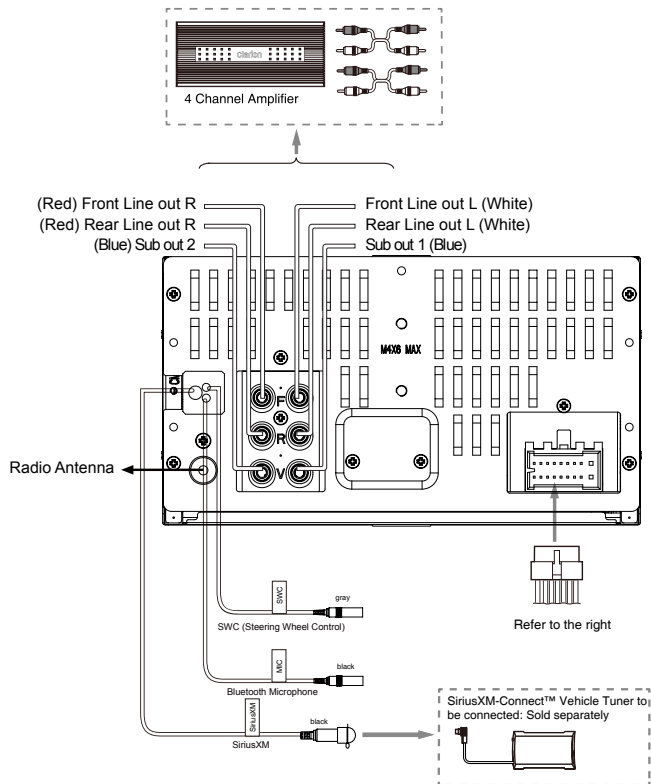 Clarion
4 Channel Amplifier
(Red) Front Line out R
Front Line out L (White)
(Red) Rear Line out R
Rear Line out L (White)
(Blue) Sub out 2
Sub out 1 (Blue)
M4X6 MAX
F
R
V
Radio Antenna
SWC
gray
SWC (Steering Wheel Control)
Refer to the right
MIC
black
Bluetooth Microphone
SiriusXM
black
SiriusXM
SiriusXM-Connect™ Vehicle Tuner to
be connected: Sold separately